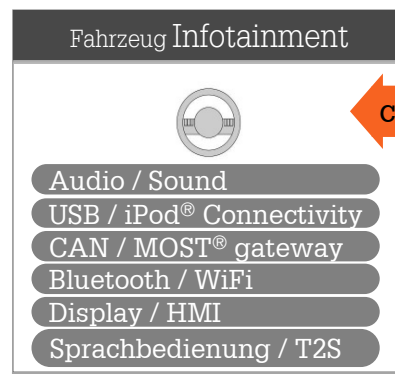 Fahrzeug Infotainment
Audio / Sound
USB / iPod® Connectivity
CAN / MOST® gateway
Bluetooth / WiFi
Display / HMI
Sprachbedienung / T2S